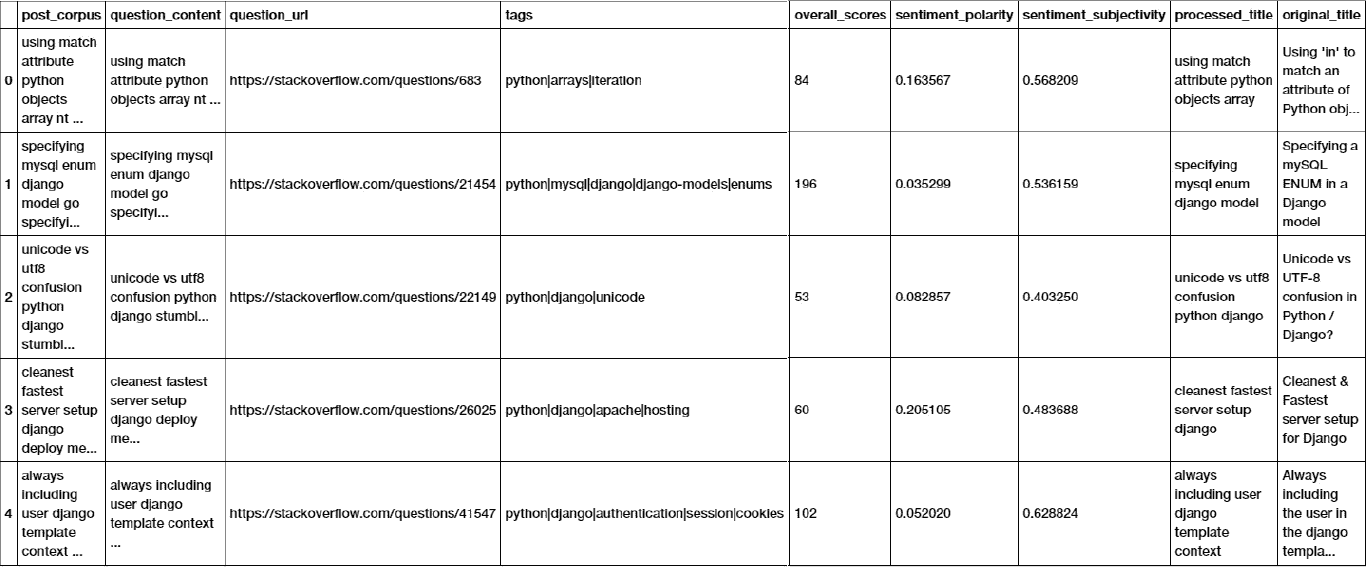 post_corpus question_content question_url tags overall_scores sentiment_polarity sentiment_subjectivity processed_title original_title
0
using match
attribute
python
objects
array nt ...
using match
attribute python
objects array nt ...
https://stackoverflow.com/questions/683
python|arrays|iteration
84
0.163567
0.568209
using match
attribute python
objects array
Using 'in' to
match an
attribute of
Python obj...
1
specifying
mysql enum
django
model go
specifyi...
specifying mysql
enum django
model go
specifyi...
https://stackoverflow.com/questions/21454
python|mysql|django|django-models|enums
196
0.035299
0.536159
specifying
mysql enum
django model
Specifying a
mySQL
ENUM in a
Django
model
2
unicode vs
utf8
confusion
python
django
stumbl...
unicode vs utf8
confusion python
django stumbl...
https://stackoverflow.com/questions/22149
python|django|unicode
53
0.082857
0.403250
unicode vs utf8
confusion
python django
Unicode vs
UTF-8
confusion in
Python /
Django?
3
cleanest
fastest
server setup
django
deploy me...
cleanest fastest
server setup
django deploy
me...
https://stackoverflow.com/questions/26025
python|django|apache|hosting
60
0.205105
0.483688
cleanest fastest
server setup
django
Cleanest &
Fastest
server setup
for Django
4
always
including
user django
template
context ...
always including
user django
template context
...
https://stackoverflow.com/questions/41547
python|django|authentication|session|cookies
102
0.052020
0.628824
always
including user
django
template
context
Always
including
the user in
the django
templa...